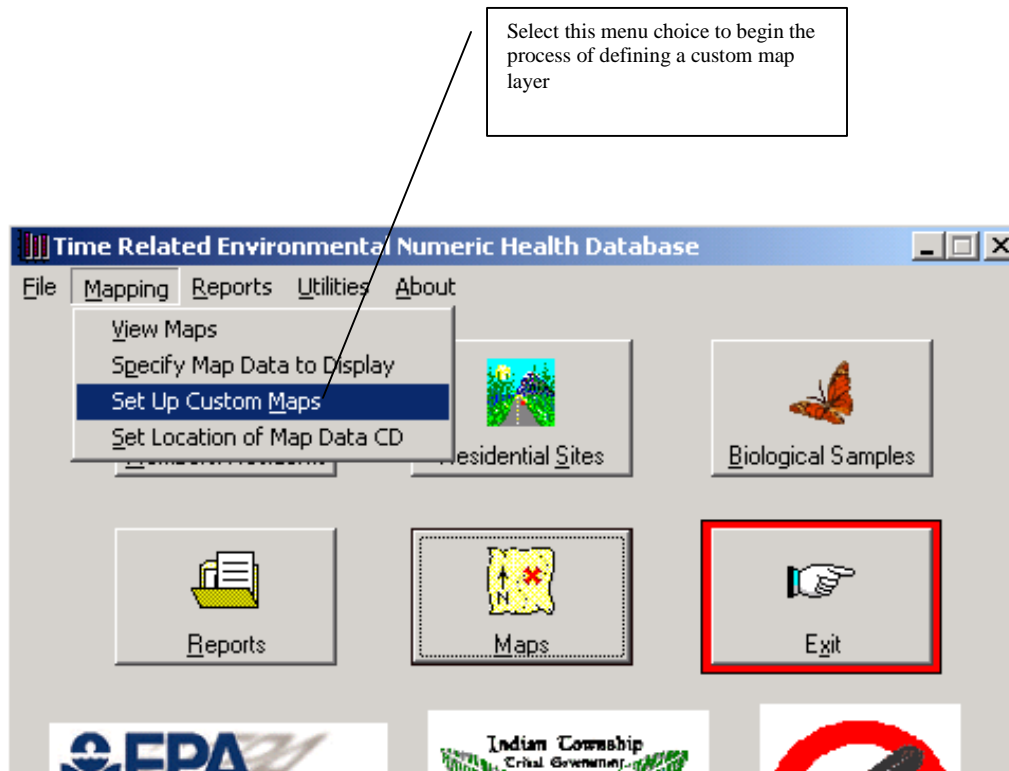 Select this menu choice to begin the
process of defining a custom map
layer
Time Related Environmental Numeric Health Database
File Mapping Reports Utilities About
View Maps
Specify Map Data to Display
Set Up Custom Maps
Set Location of Map Data CD
Residential Sites
Biological Samples
Reports
Maps
Exit
N
EPA
Indian Township
Tribal Government